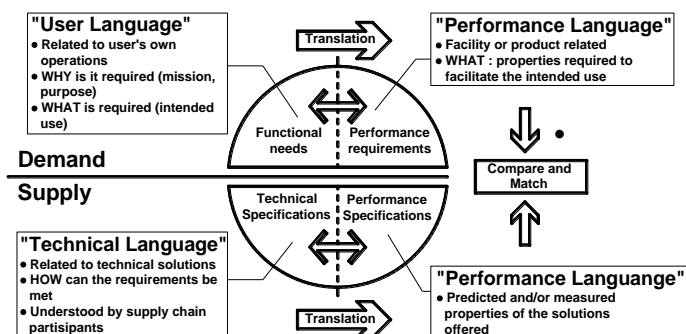 "User Language"
• Related to user's own
operations
• WHY is it required (mission,
purpose)
• WHAT is required (intended
use)
Translation
"Performance Language"
• Facility or product related
• WHAT : properties required to
facilitate the intended use
Functional
needs
Performance
requirements
•
Demand
Supply
Compare and
Match
Technical
Specifications
Performance
Specifications
"Technical Language"
• Related to technical solutions
• HOW can the requirements be
met
• Understood by supply chain
partisipants
Translation
"Performance Languange"
• Predicted and/or measured
properties of the solutions
offered